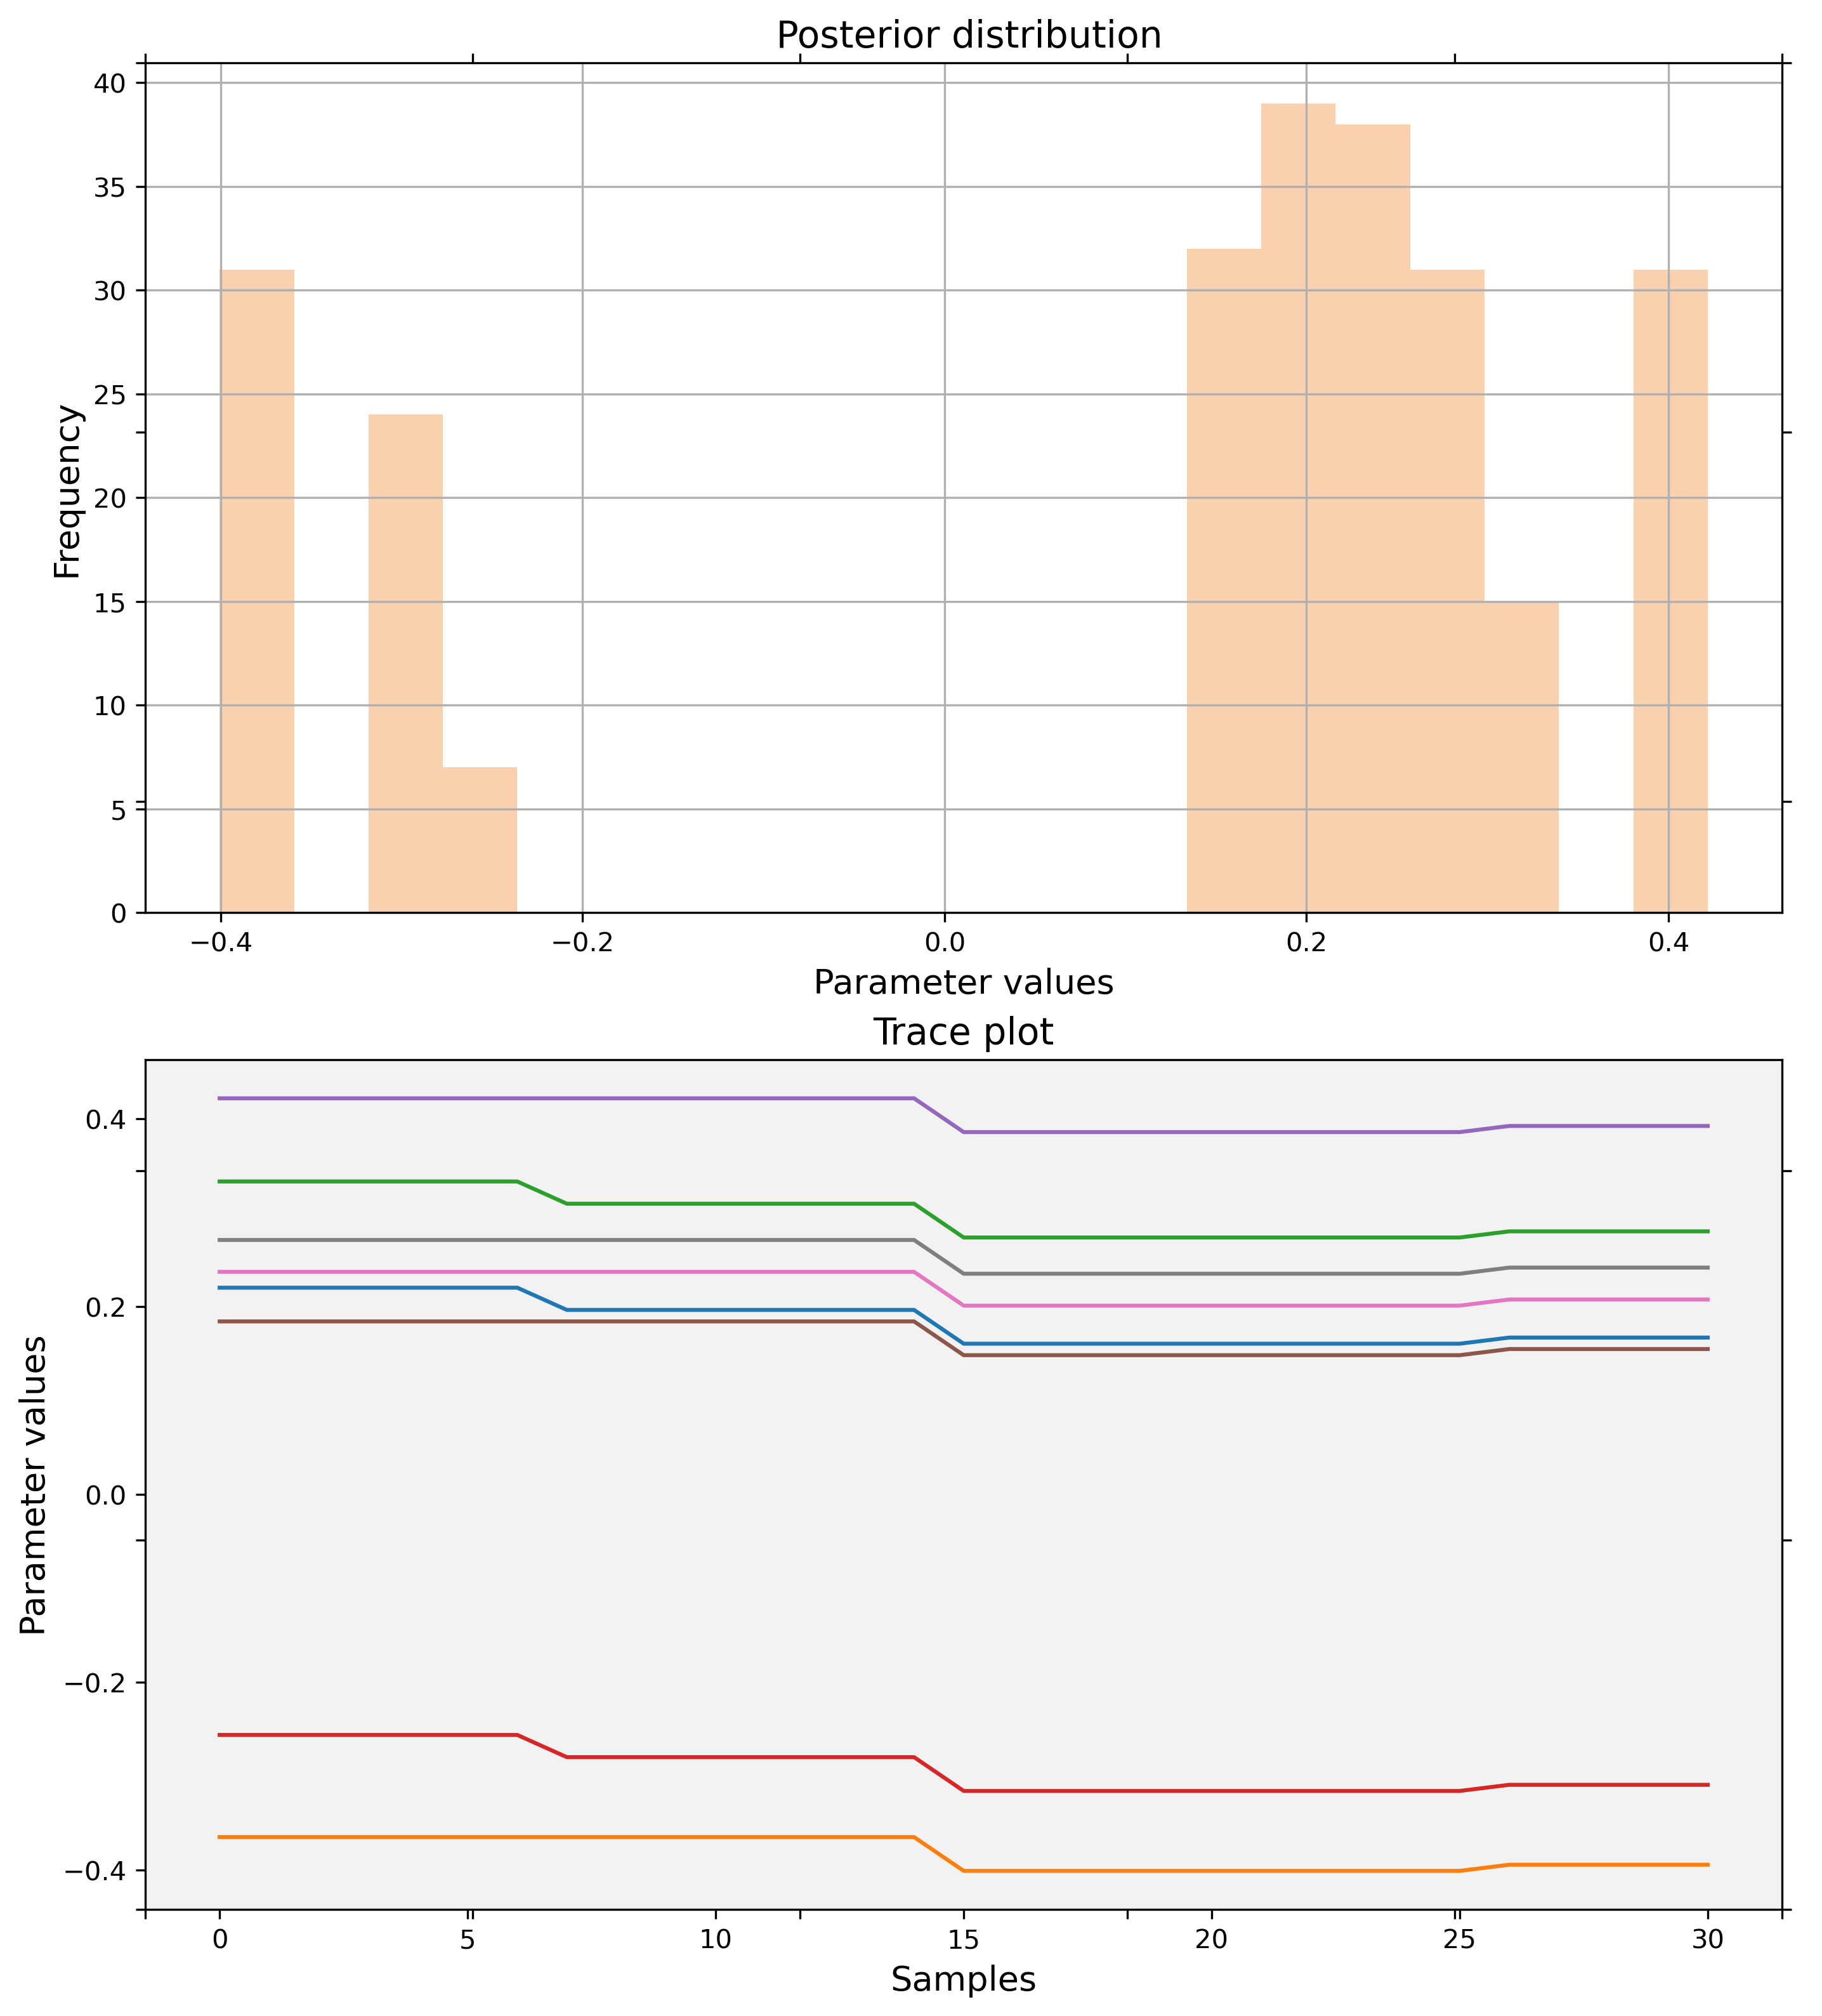 Posterior distribution
40
35
30
25
20
15
10
5
0
Frequency
−0.4 −0.2 0.0 0.2 0.4
Parameter values
Trace plot
0.4
0.2
0.0
−0.2
−0.4
Parameter values
0 5 10 15 20 25 30
Samples